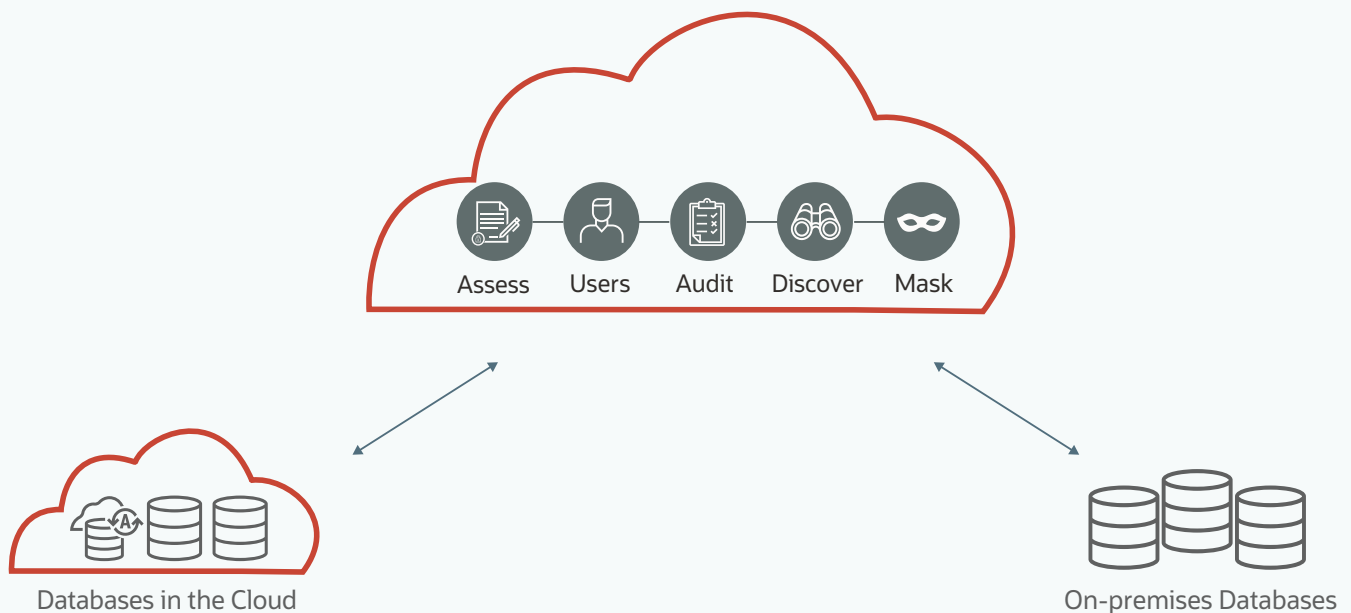 Assess Users Audit Discover Mask
A
Databases in the Cloud
On-premises Databases